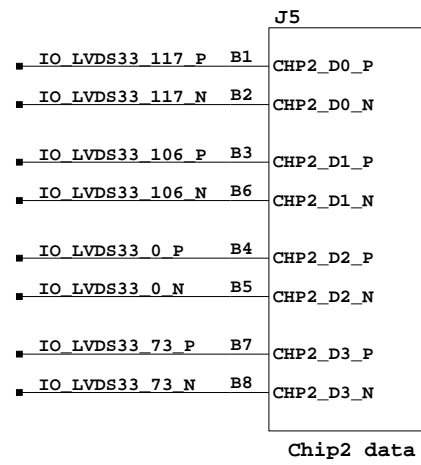 J5
IO_LVDS33_117_P B1 CHP2_D0_P
IO_LVDS33_117_N B2 CHP2_D0_N
IO_LVDS33_106_P B3 CHP2_D1_P
IO_LVDS33_106_N B6 CHP2_D1_N
IO_LVDS33_0_P B4 CHP2_D2_P
IO_LVDS33_0_N B5 CHP2_D2_N
IO_LVDS33_73_P B7 CHP2_D3_P
IO_LVDS33_73_N B8 CHP2_D3_N
Chip2 data